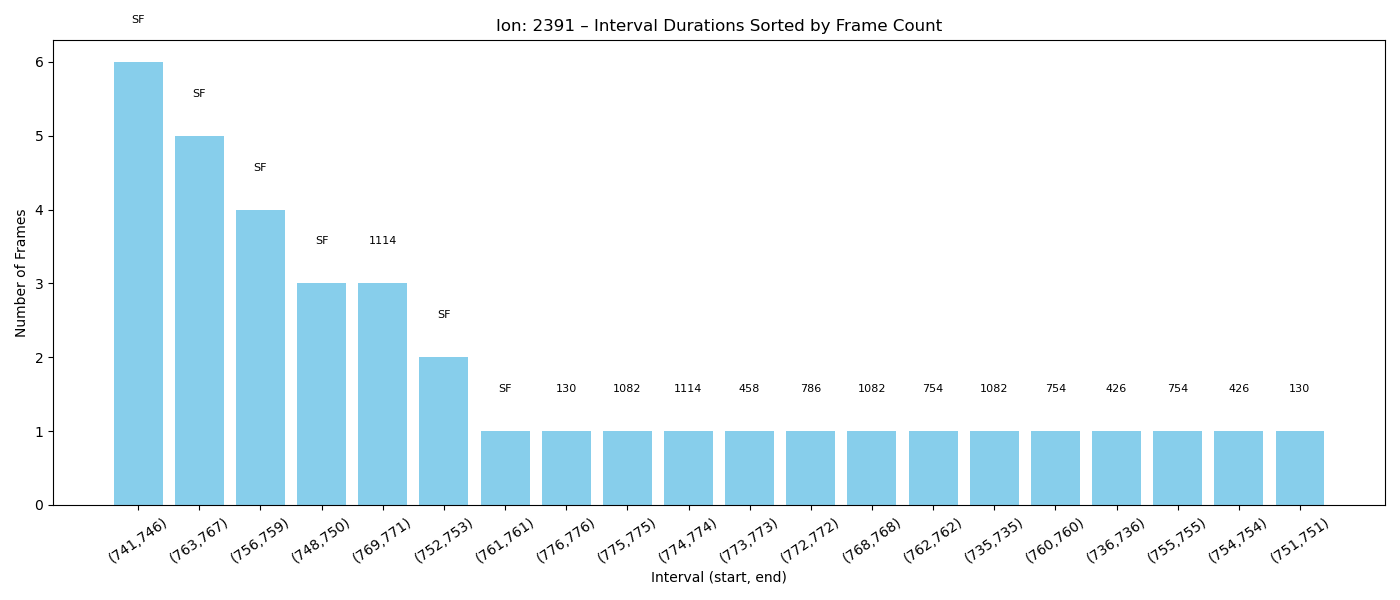 SF
Ion: 2391 – Interval Durations Sorted by Frame Count
6
SF
5
SF
4
SF 1114
3
SF
2
SF 130 1082 1114 458 786 1082 754 1082 754 426 754 426 130
1
0
Number of Frames
(741,746) (763,767) (756,759) (748,750) (769,771) (752,753) (761,761) (776,776) (775,775) (774,774) (773,773) (772,772) (768,768) (762,762) (735,735) (760,760) (736,736) (755,755) (754,754) (751,751)
Interval (start, end)